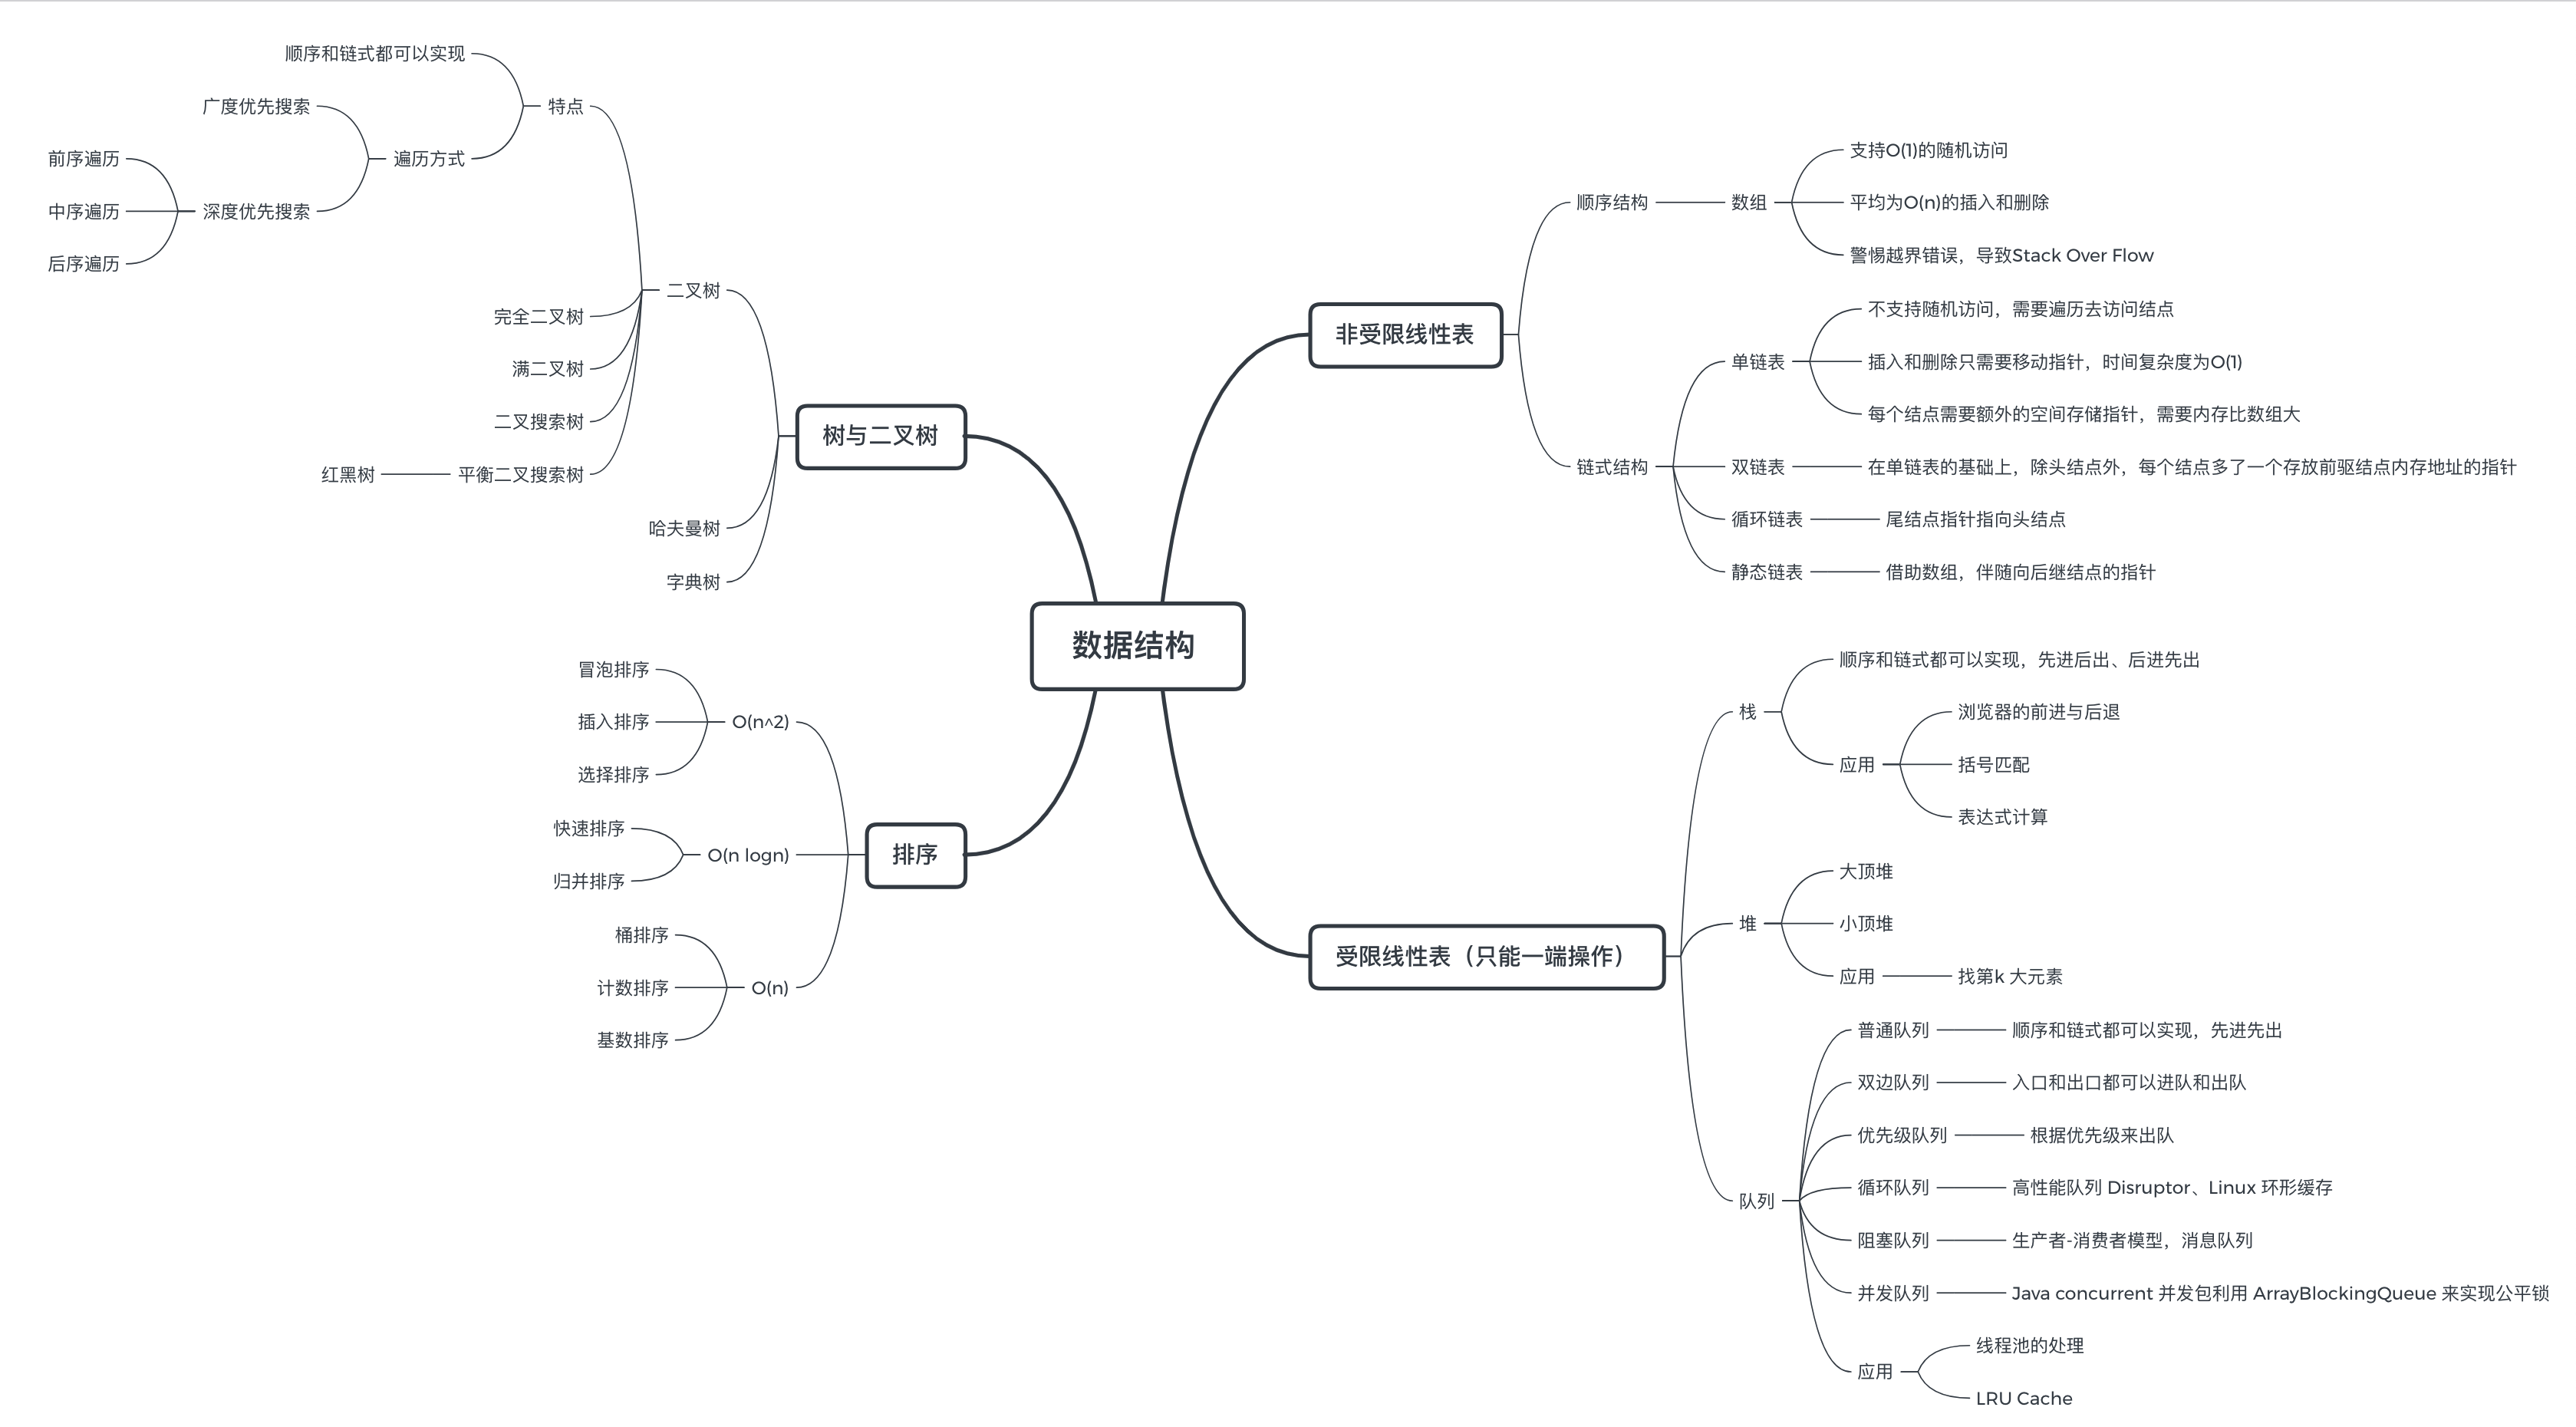 数据结构
非受限线性表
顺序结构
数组
支持O(1)的随机访问
平均为O(n)的插入和删除
警惕越界错误，导致Stack Over Flow
链式结构
单链表
不支持随机访问，需要遍历去访问结点
插入和删除只需要移动指针，时间复杂度为O(1)
每个结点需要额外的空间存储指针，需要内存比数组大
双链表
在单链表的基础上，除头结点外，每个结点多了一个存放前驱结点内存地址的指针
循环链表
尾结点指针指向头结点
静态链表
借助数组，伴随向后继结点的指针
受限线性表（只能一端操作）
栈
顺序和链式都可以实现，先进后出、后进先出
应用
浏览器的前进与后退
括号匹配
表达式计算
堆
大顶堆
小顶堆
应用
找第k 大元素
队列
普通队列
顺序和链式都可以实现，先进先出
双边队列
入口和出口都可以进队和出队
优先级队列
根据优先级来出队
循环队列
高性能队列 Disruptor、Linux 环形缓存
阻塞队列
生产者-消费者模型，消息队列
并发队列
Java concurrent 并发包利用 ArrayBlockingQueue 来实现公平锁
应用
线程池的处理
LRU Cache
树与二叉树
二叉树
特点
顺序和链式都可以实现
遍历方式
广度优先搜索
深度优先搜索
前序遍历
中序遍历
后序遍历
完全二叉树
满二叉树
二叉搜索树
平衡二叉搜索树
红黑树
哈夫曼树
字典树
排序
O(n^2)
冒泡排序
插入排序
选择排序
O(n logn)
快速排序
归并排序
O(n)
桶排序
计数排序
基数排序